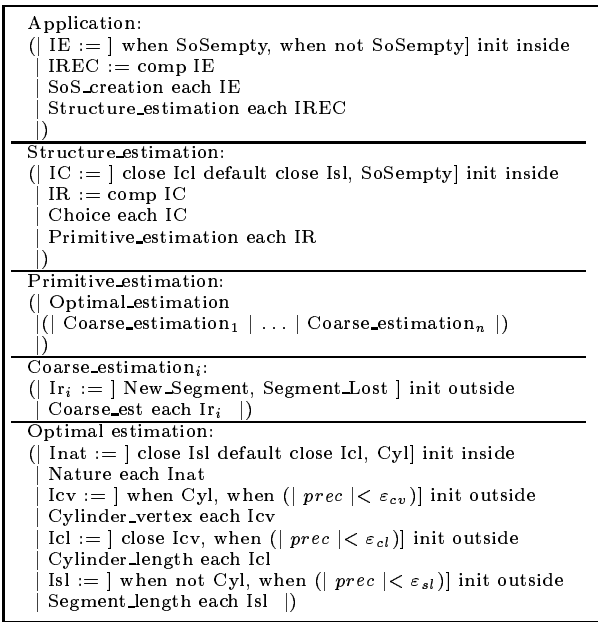 Application:
(| IE := ] when SoSempty, when not SoSempty] init inside
| IREC := comp IE
| SoS_creation each IE
| Structure_estimation each IREC
|)
Structure_estimation:
(| IC := ] close Icl default close Isl, SoSempty] init inside
| IR := comp IC
| Choice each IC
| Primitive_estimation each IR
|)
Primitive_estimation:
(| Optimal_estimation
|(| Coarse_estimation₁ | ... | Coarse_estimationₙ |)
|)
Coarse_estimationᵢ:
(| Irᵢ := ] New_Segment, Segment_Lost ] init outside
| Coarse_est each Irᵢ |)
Optimal estimation:
(| Inat := ] close Isl default close Icl, Cyl] init inside
| Nature each Inat
| Icv := ] when Cyl, when (| prec |< ε_cv)] init outside
| Cylinder_vertex each Icv
| Icl := ] close Icv, when (| prec |< ε_cl)] init outside
| Cylinder_length each Icl
| Isl := ] when not Cyl, when (| prec |< ε_sl)] init outside
| Segment_length each Isl |)